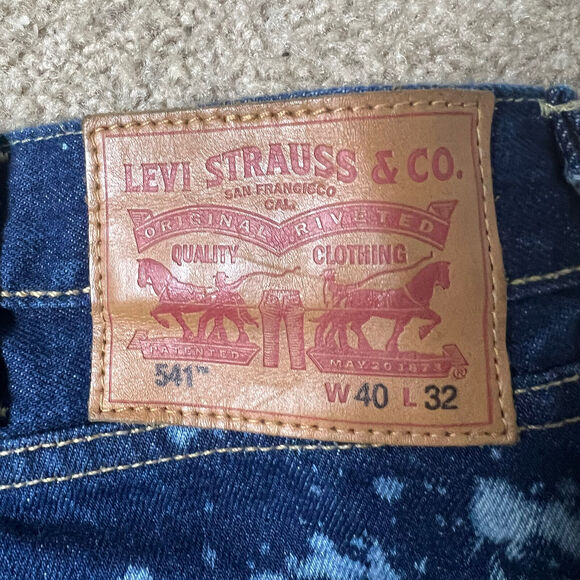 LEVI STRAUSS & CO.
SAN FRANCISCO
CAL.
ORIGINAL RIVETED
QUALITY CLOTHING
PATENTED MAY 20 1873 ®
541™ W 40 L 32